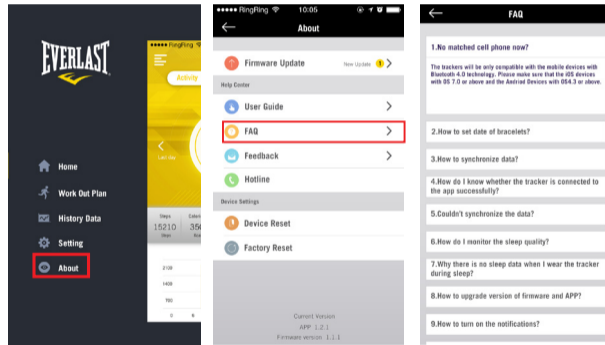 EVERLAST
Home
Work Out Plan
History Data
Setting
About
RingRing
Activity
Last day
Steps
15210
Steps
2108
1408
700
0
RingRing 10:05
About
Firmware Update New Update 1
Help Center
User Guide
FAQ
Feedback
Hotline
Device Settings
Device Reset
Factory Reset
Current Version
APP 1.2.1
Firmware version 1.1.1
FAQ
1.No matched cell phone now?
The trackers will be only compatible with the mobile devices with
Bluetooth 4.0 technology. Please make sure that the iOS devices
with OS 7.0 or above and the Andriod Devices with OS4.3 or above.
2.How to set date of bracelets?
3.How to synchronize data?
4.How do I know whether the tracker is connected to
the app successfully?
5.Couldn't synchronize the data?
6.How do I monitor the sleep quality?
7.Why there is no sleep data when I wear the tracker
during sleep?
8.How to upgrade version of firmware and APP?
9.How to turn on the notifications?